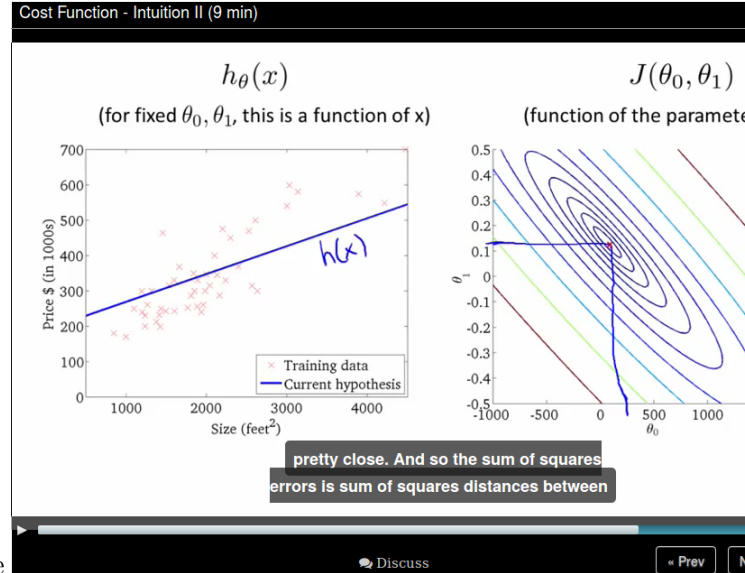 Cost Function - Intuition II (9 min)
hθ(x)
(for fixed θ0, θ1, this is a function of x)
Price $ (in 1000s)
700
600
500
400
300
200
100
0
h(x)
Training data
Current hypothesis
1000 2000 3000 4000
Size (feet²)
J(θ0, θ1)
(function of the paramete
θ1
0.5
0.4
0.3
0.2
0.1
0
-0.1
-0.2
-0.3
-0.4
-0.5
-1000 -500 0 500 1000
θ0
pretty close. And so the sum of squares
errors is sum of squares distances between
e
Discuss
« Prev
N